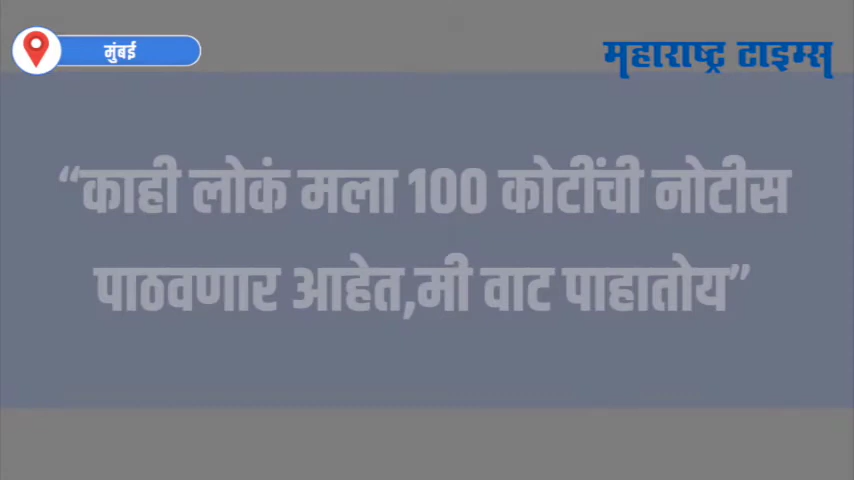 मुंबई
महाराष्ट्र टाइम्स
“काही लोकं मला 100 कोटींची नोटीस
पाठवणार आहेत,मी वाट पाहातोय”